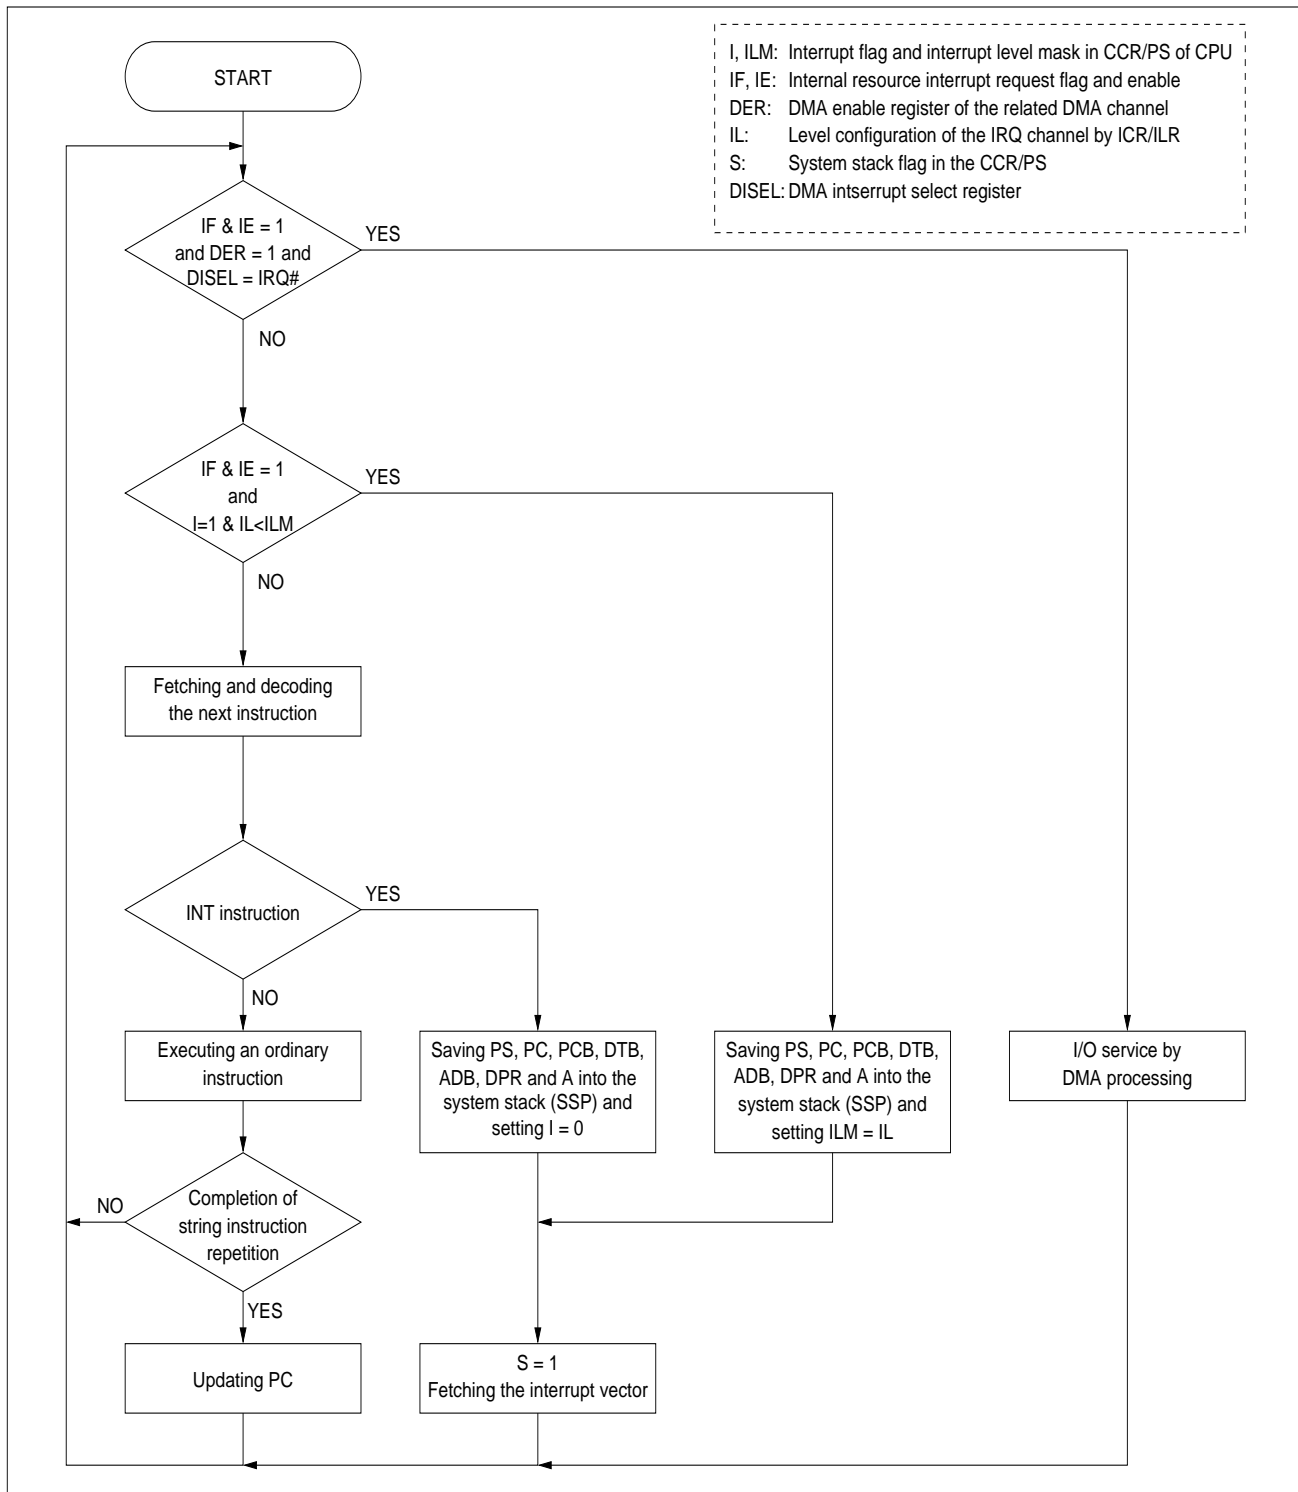 I, ILM: Interrupt flag and interrupt level mask in CCR/PS of CPU
IF, IE: Internal resource interrupt request flag and enable
DER: DMA enable register of the related DMA channel
IL: Level configuration of the IRQ channel by ICR/ILR
S: System stack flag in the CCR/PS
DISEL: DMA intserrupt select register
START
IF & IE = 1
and DER = 1 and
DISEL = IRQ#
YES
NO
IF & IE = 1
and
I=1 & IL<ILM
YES
NO
Fetching and decoding
the next instruction
INT instruction
YES
NO
Executing an ordinary
instruction
Saving PS, PC, PCB, DTB,
ADB, DPR and A into the
system stack (SSP) and
setting I = 0
Saving PS, PC, PCB, DTB,
ADB, DPR and A into the
system stack (SSP) and
setting ILM = IL
I/O service by
DMA processing
Completion of
string instruction
repetition
NO
YES
Updating PC
S = 1
Fetching the interrupt vector